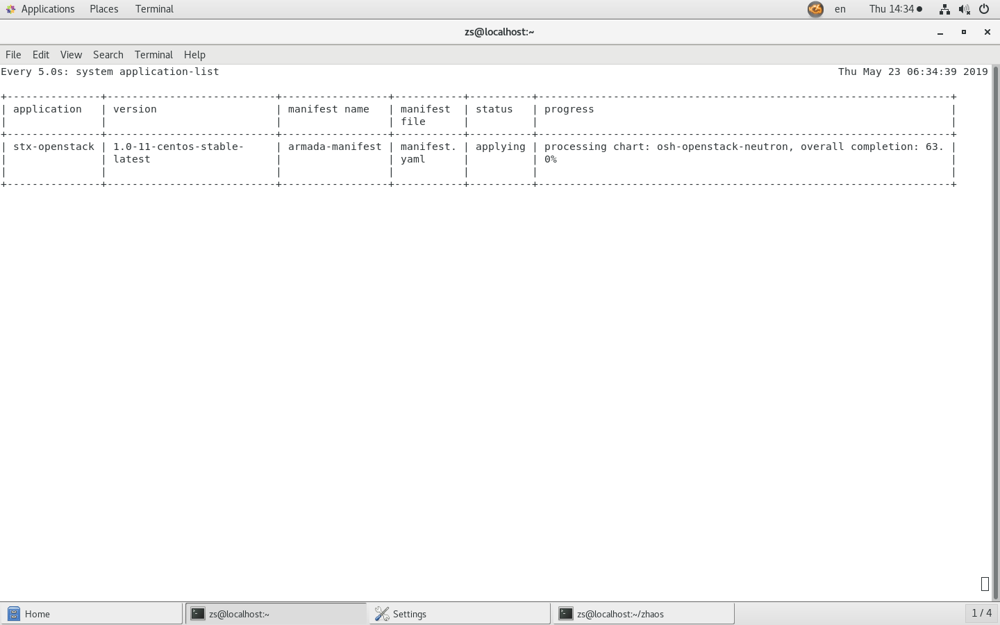 Applications Places Terminal en Thu 14:34
zs@localhost:~
File Edit View Search Terminal Help
Every 5.0s: system application-list Thu May 23 06:34:39 2019
+---------------+---------------------------+-----------------+-----------+----------+------------------------------------------------------------------+
| application | version | manifest name | manifest | status | progress |
| | | | file | | |
+---------------+---------------------------+-----------------+-----------+----------+------------------------------------------------------------------+
| stx-openstack | 1.0-11-centos-stable- | armada-manifest | manifest. | applying | processing chart: osh-openstack-neutron, overall completion: 63. |
| | latest | | yaml | | 0% |
| | | | | | |
+---------------+---------------------------+-----------------+-----------+----------+------------------------------------------------------------------+
Home zs@localhost:~ Settings zs@localhost:~/zhaos 1 / 4